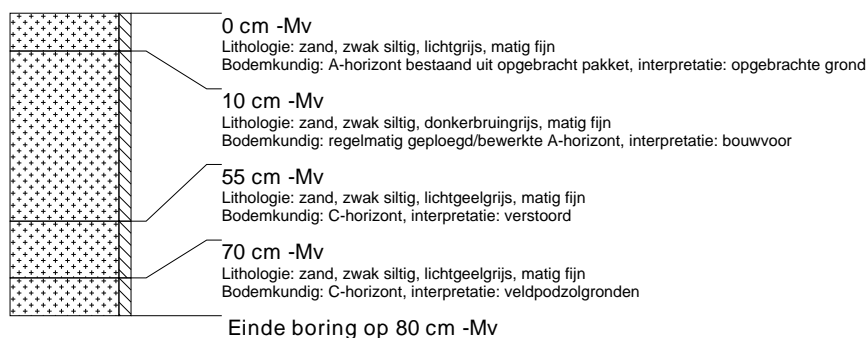 0 cm -Mv
Lithologie: zand, zwak siltig, lichtgrijs, matig fijn
Bodemkundig: A-horizont bestaand uit opgebracht pakket, interpretatie: opgebrachte grond
10 cm -Mv
Lithologie: zand, zwak siltig, donkerbruingrijs, matig fijn
Bodemkundig: regelmatig geploegd/bewerkte A-horizont, interpretatie: bouwvoor
55 cm -Mv
Lithologie: zand, zwak siltig, lichtgeelgrijs, matig fijn
Bodemkundig: C-horizont, interpretatie: verstoord
70 cm -Mv
Lithologie: zand, zwak siltig, lichtgeelgrijs, matig fijn
Bodemkundig: C-horizont, interpretatie: veldpodzolgronden
Einde boring op 80 cm -Mv